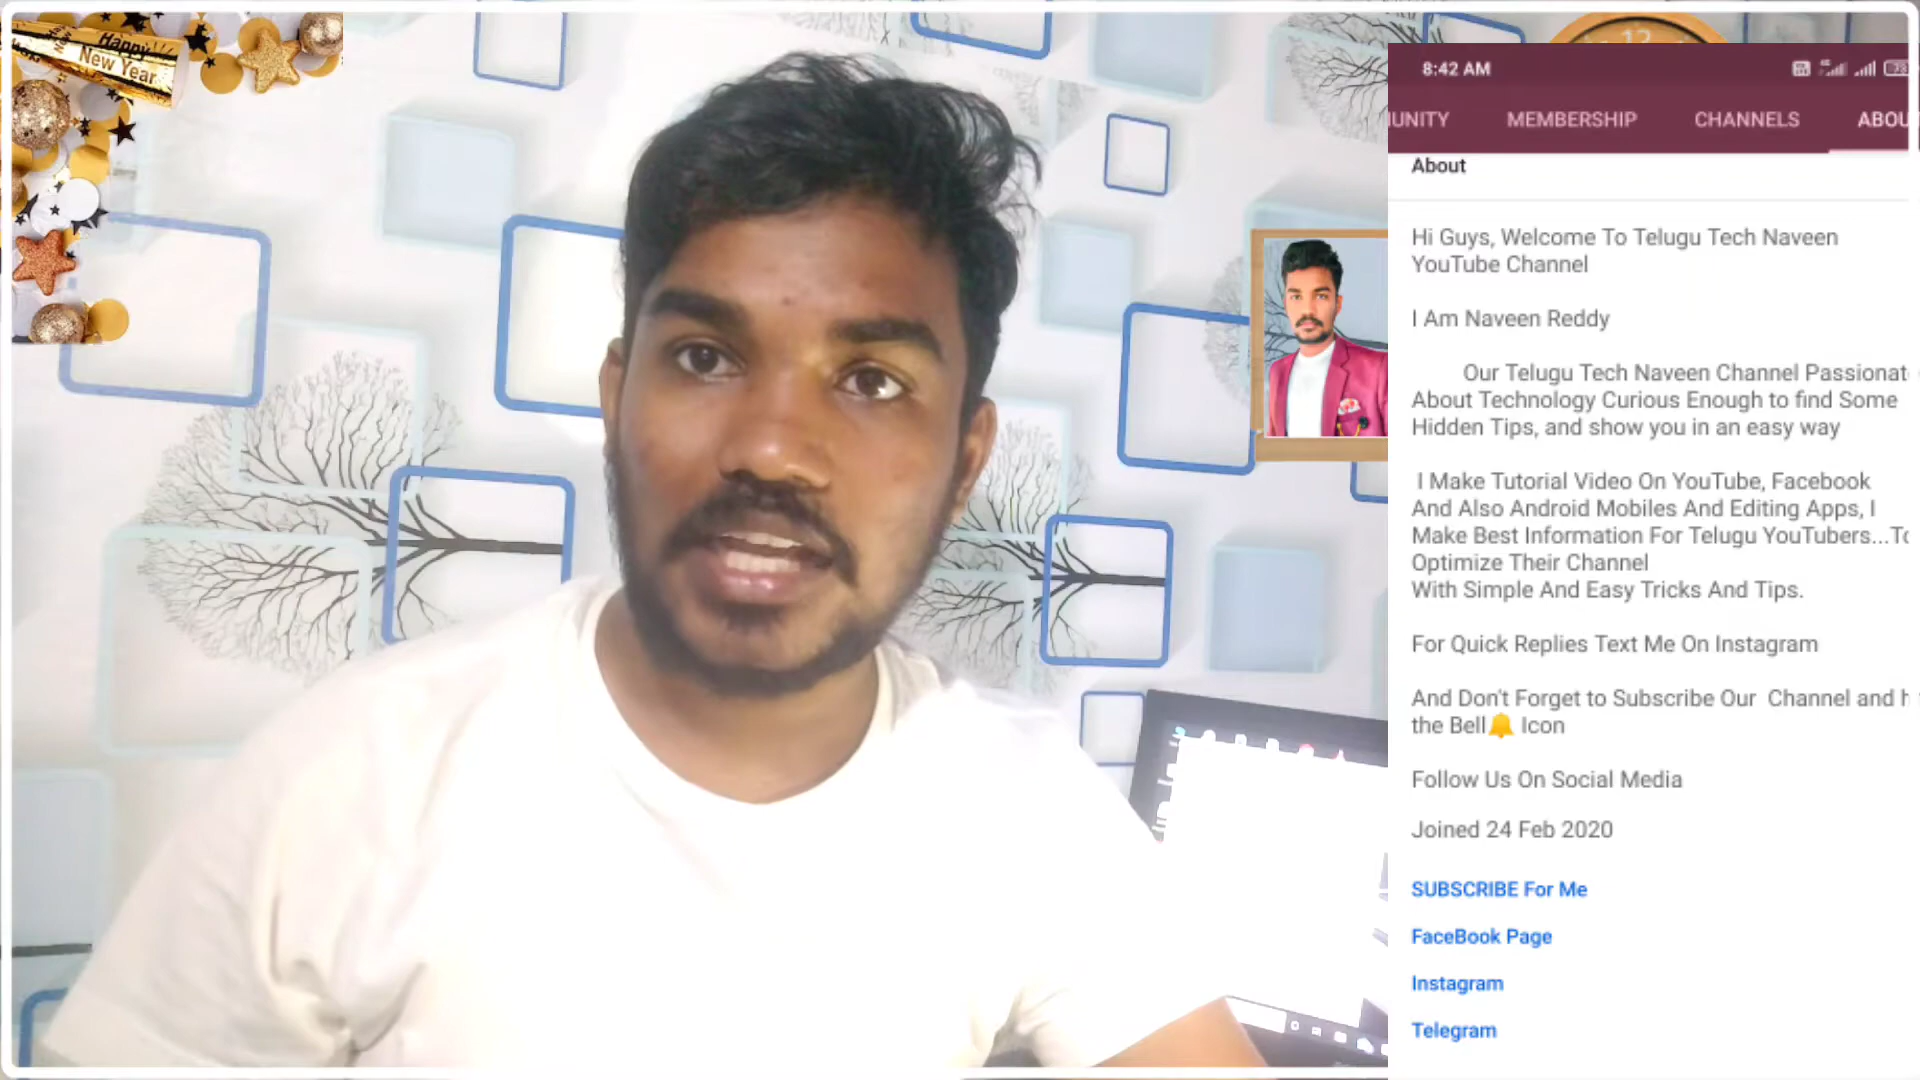 Happy
New Year
12
8:42 AM
UNITY MEMBERSHIP CHANNELS ABOU
About
Hi Guys, Welcome To Telugu Tech Naveen
YouTube Channel
I Am Naveen Reddy
Our Telugu Tech Naveen Channel Passionat
About Technology Curious Enough to find Some
Hidden Tips, and show you in an easy way
I Make Tutorial Video On YouTube, Facebook
And Also Android Mobiles And Editing Apps, I
Make Best Information For Telugu YouTubers...To
Optimize Their Channel
With Simple And Easy Tricks And Tips.
For Quick Replies Text Me On Instagram
And Don't Forget to Subscribe Our Channel and h
the Bell🔔 Icon
Follow Us On Social Media
Joined 24 Feb 2020
SUBSCRIBE For Me
FaceBook Page
Instagram
Telegram